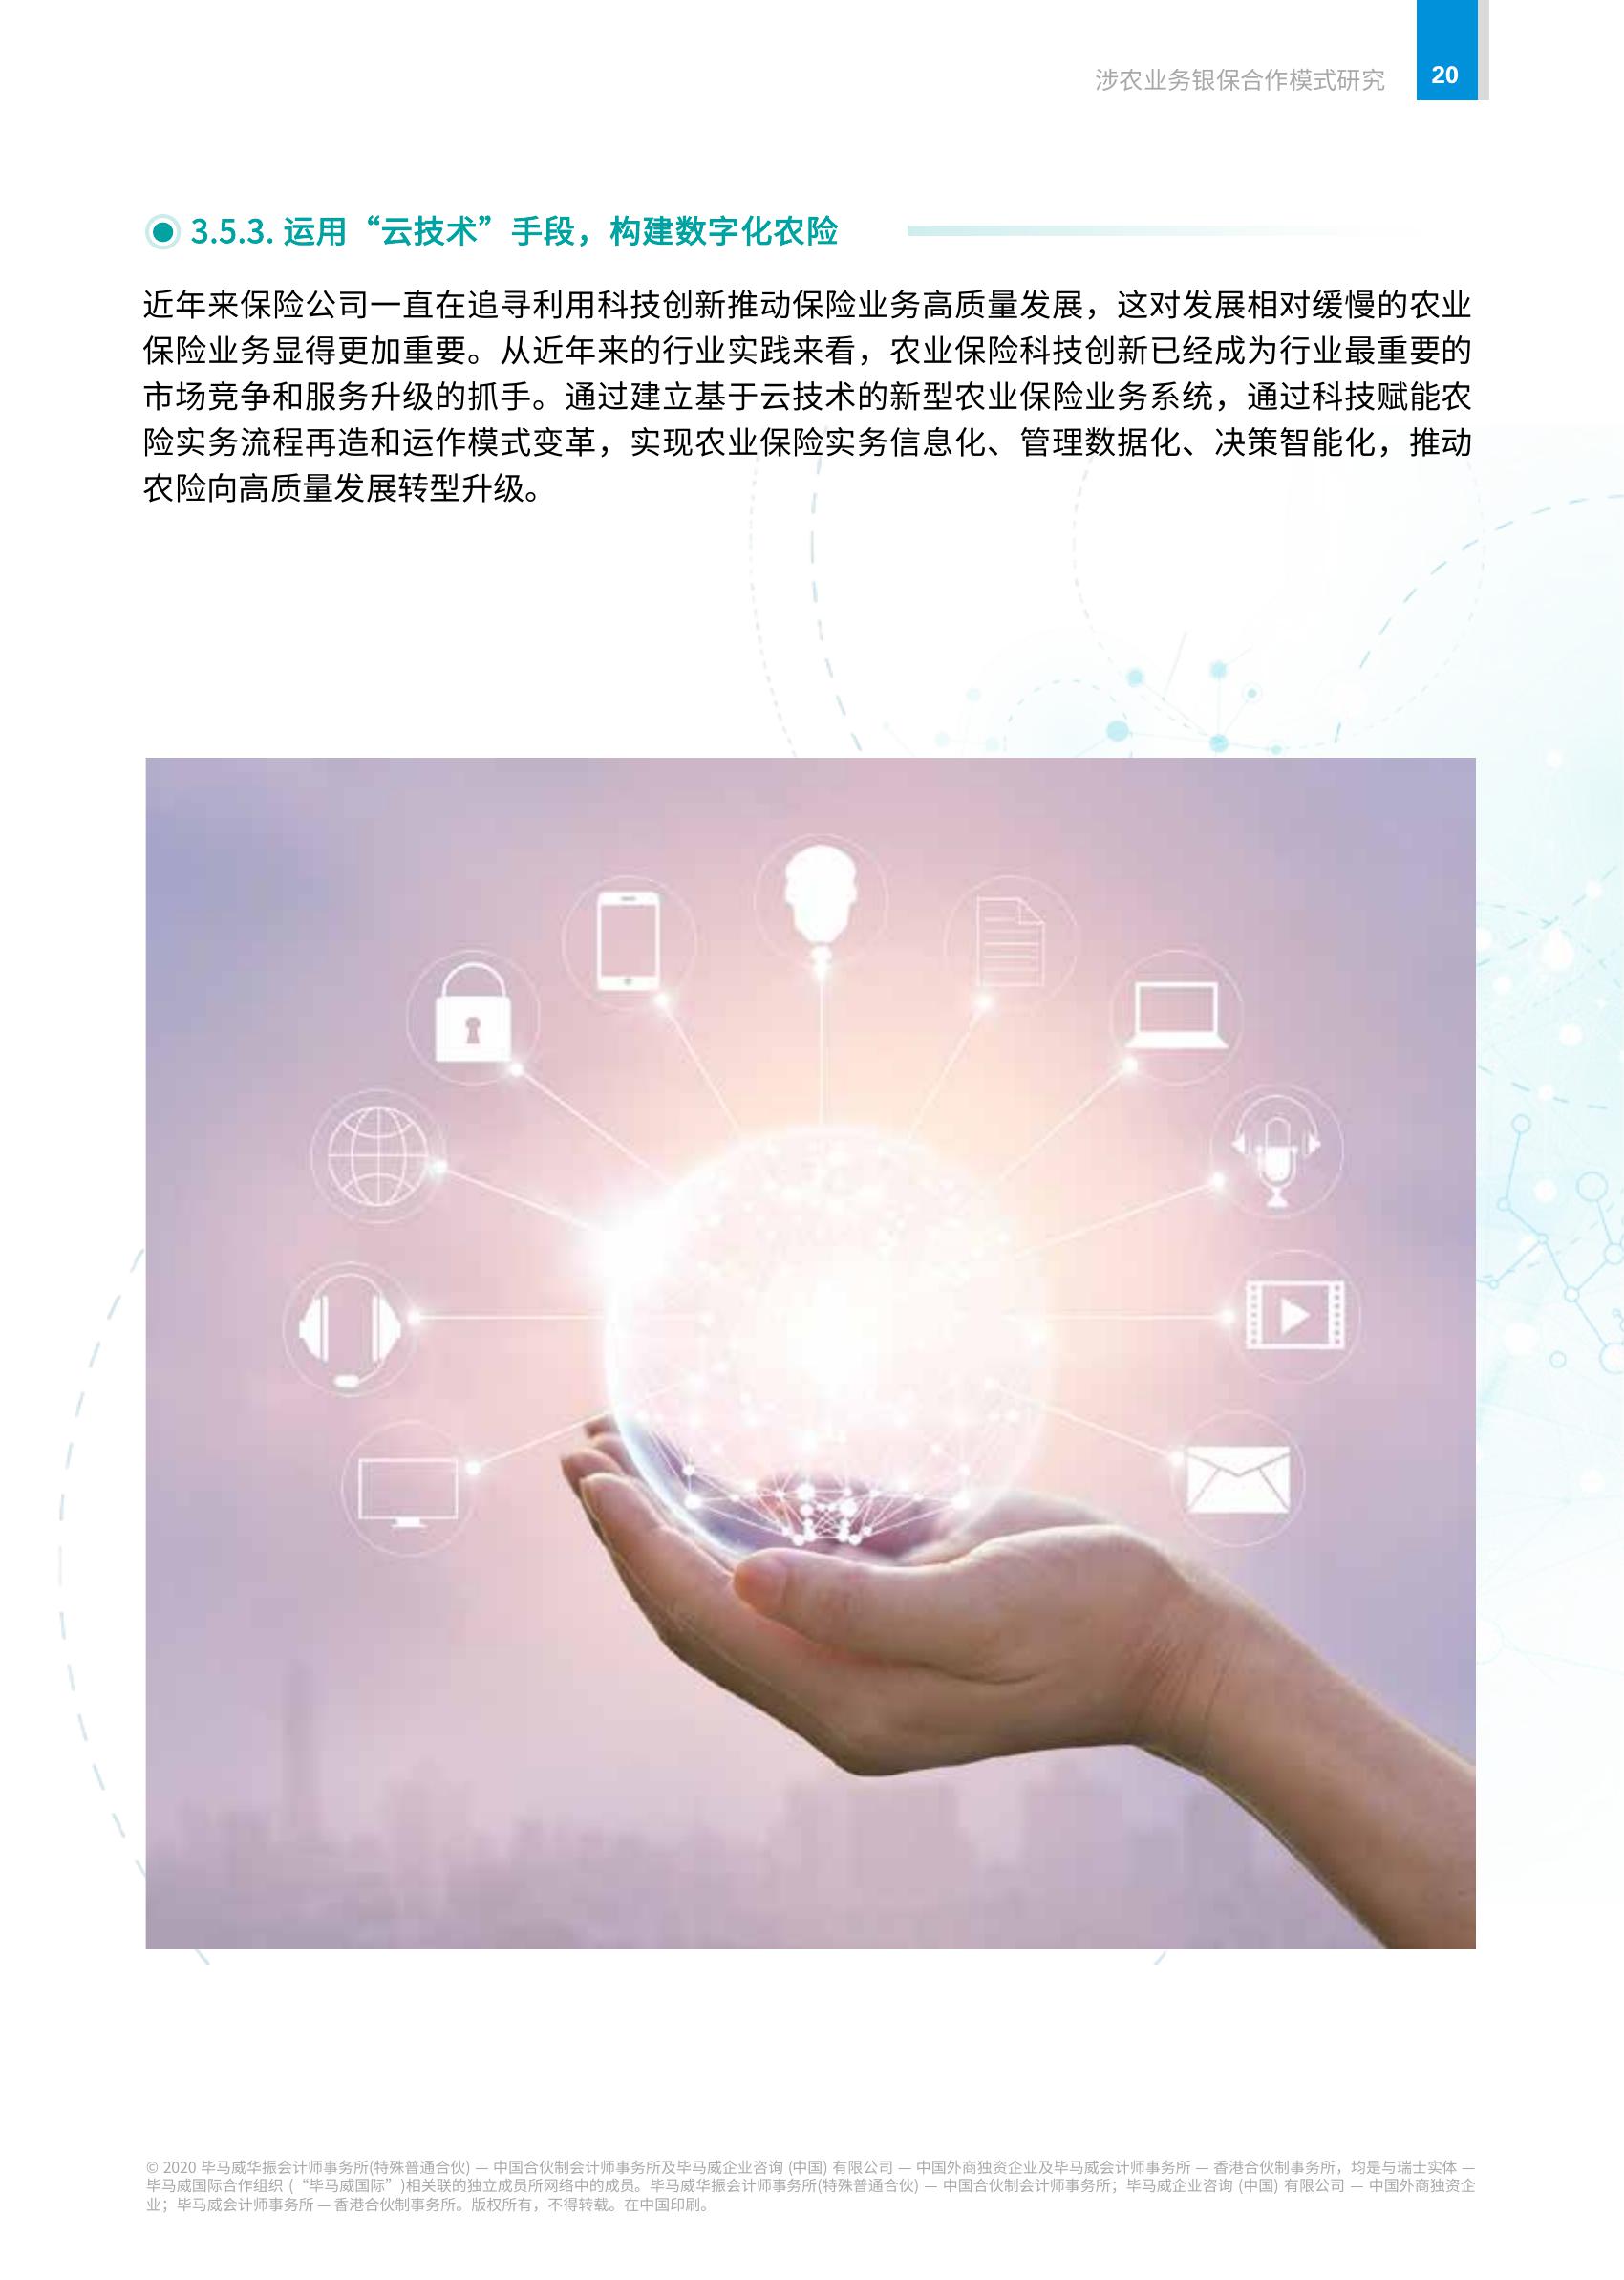 涉农业务银保合作模式研究
20
3.5.3. 运用“云技术”手段，构建数字化农险
近年来保险公司一直在追寻利用科技创新推动保险业务高质量发展，这对发展相对缓慢的农业
保险业务显得更加重要。从近年来的行业实践来看，农业保险科技创新已经成为行业最重要的
市场竞争和服务升级的抓手。通过建立基于云技术的新型农业保险业务系统，通过科技赋能农
险实务流程再造和运作模式变革，实现农业保险实务信息化、管理数据化、决策智能化，推动
农险向高质量发展转型升级。
© 2020 毕马威华振会计师事务所(特殊普通合伙) — 中国合伙制会计师事务所及毕马威企业咨询 (中国) 有限公司 — 中国外商独资企业及毕马威会计师事务所 — 香港合伙制事务所，均是与瑞士实体 —
毕马威国际合作组织 (“毕马威国际”)相关联的独立成员所网络中的成员。毕马威华振会计师事务所(特殊普通合伙) — 中国合伙制会计师事务所；毕马威企业咨询 (中国) 有限公司 — 中国外商独资企
业；毕马威会计师事务所 — 香港合伙制事务所。版权所有，不得转载。在中国印刷。